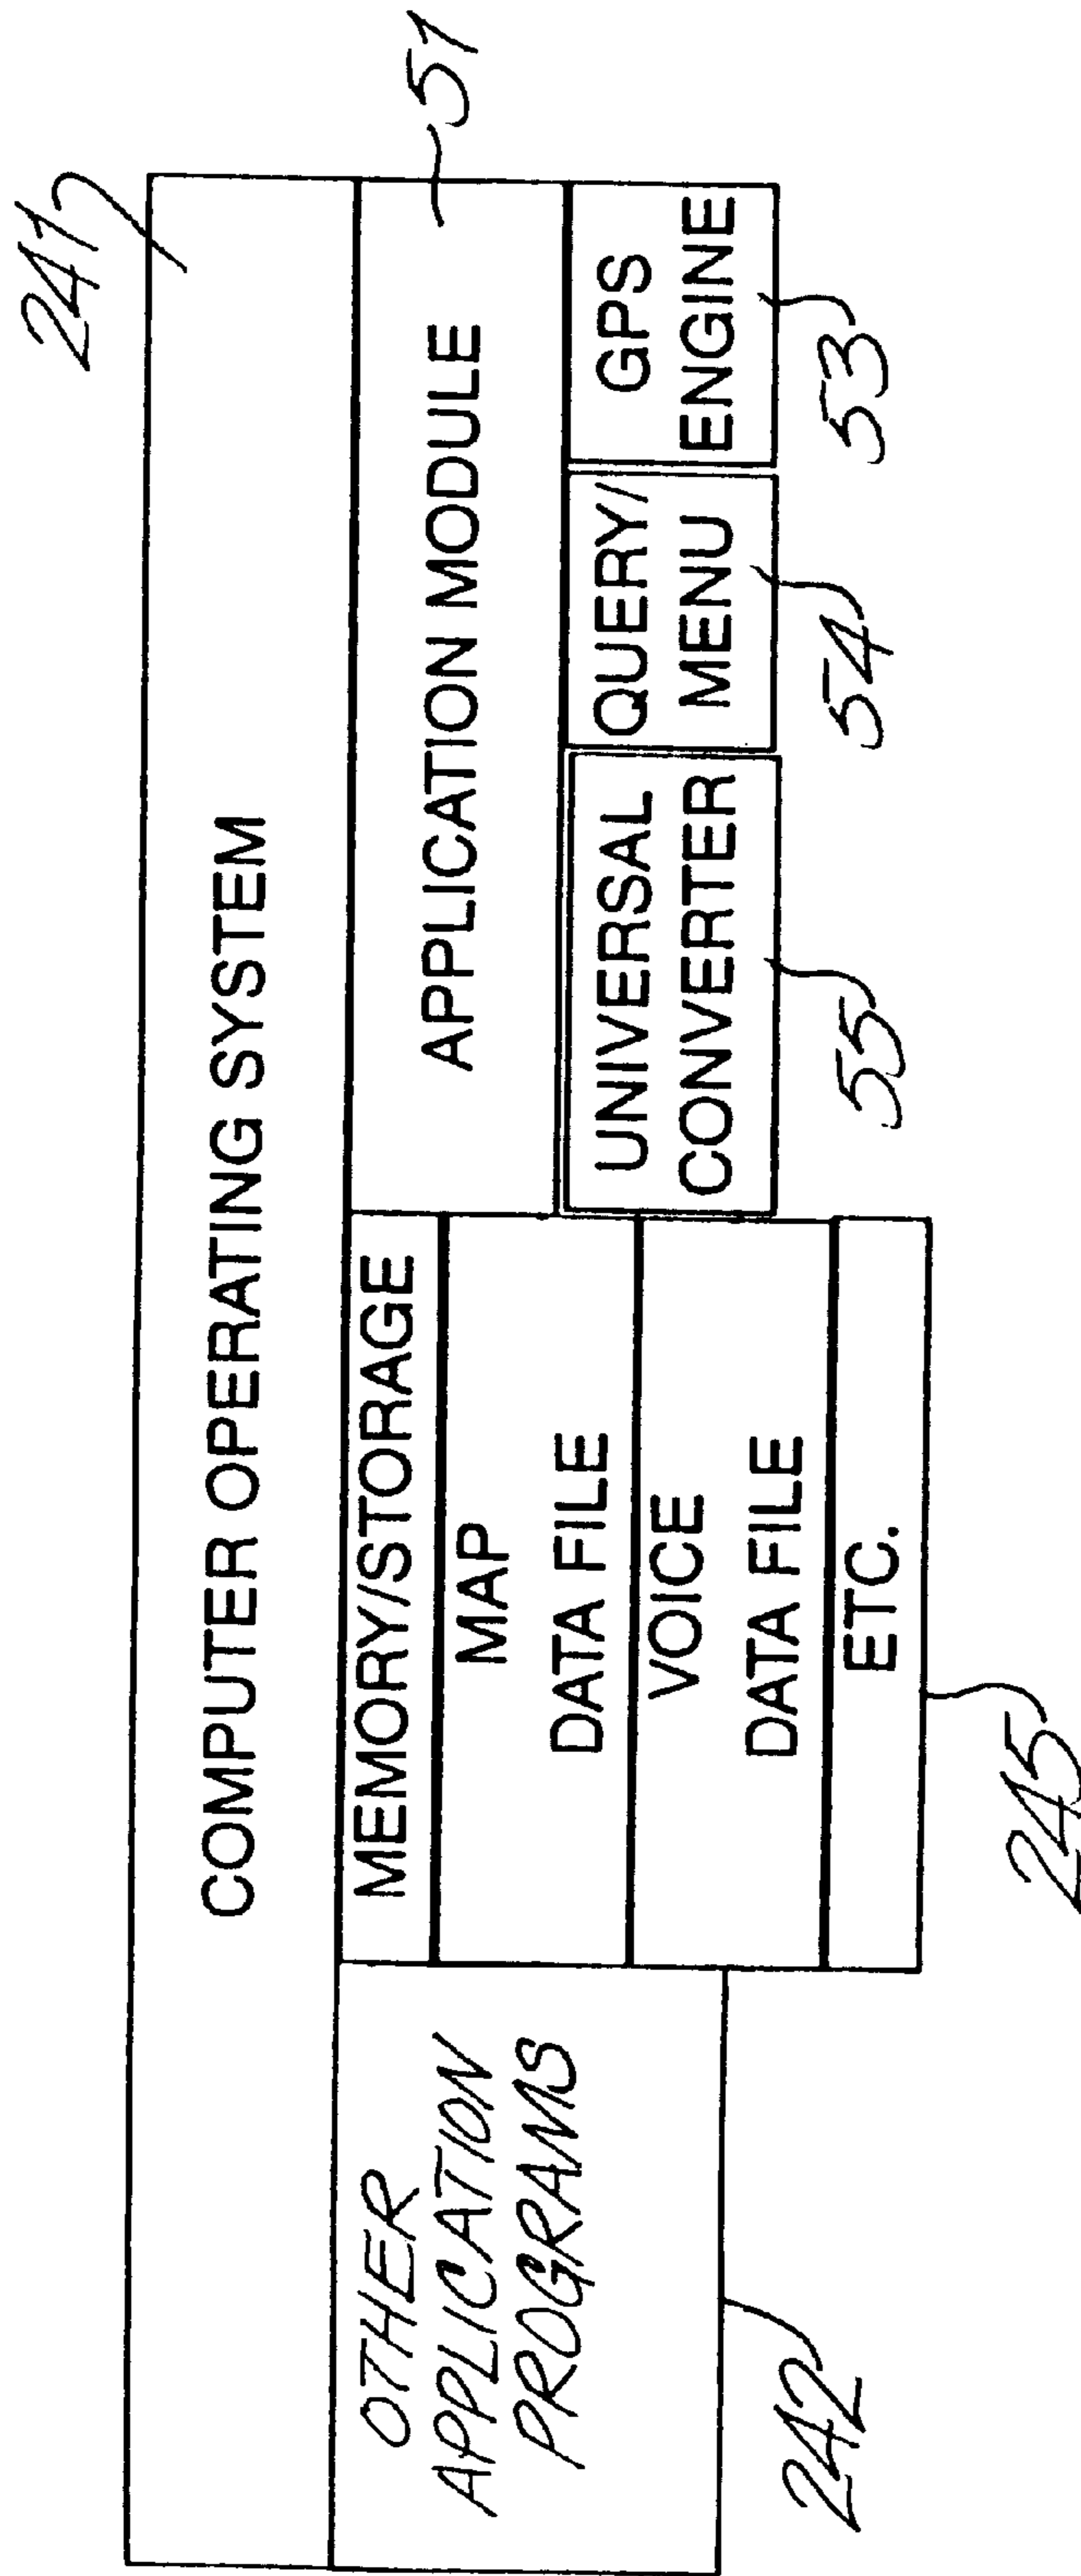 241
COMPUTER OPERATING SYSTEM
OTHER
APPLICATION
PROGRAMS
242
MEMORY/STORAGE
MAP
DATA FILE
VOICE
DATA FILE
ETC.
245
APPLICATION MODULE
51
UNIVERSAL
CONVERTER
55
QUERY/
MENU
54
GPS
ENGINE
53